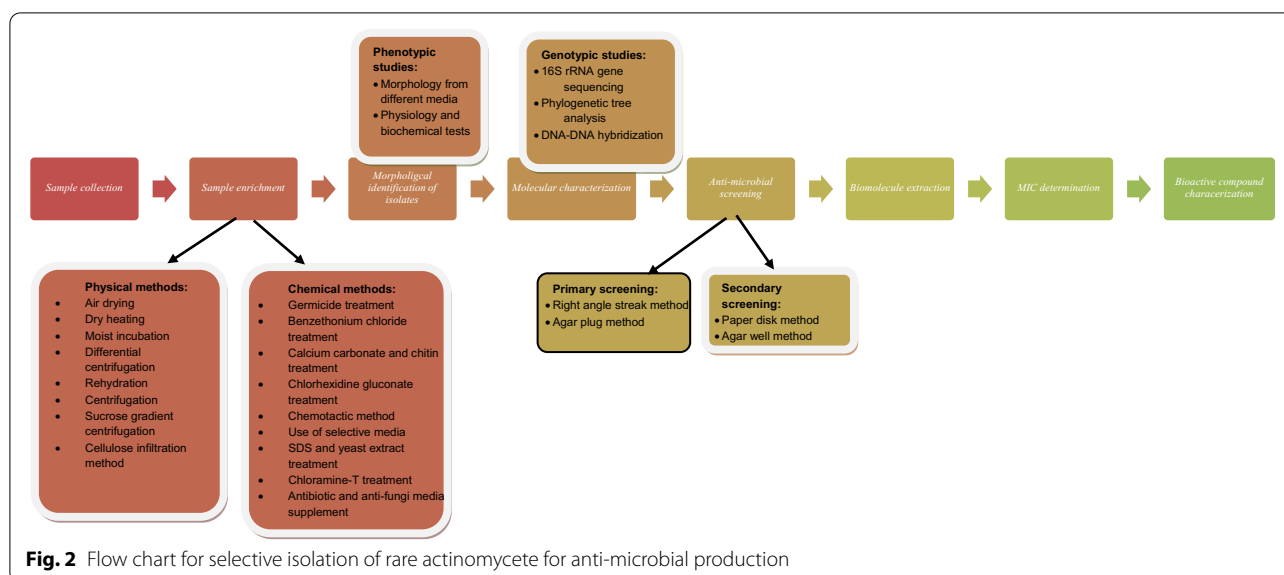 Phenotypic
studies:
• Morphology from
different media
• Physiology and
biochemical tests
Genotypic studies:
• 16S rRNA gene
sequencing
• Phylogenetic tree
analysis
• DNA-DNA hybridization
Sample collection
Sample enrichment
Morpholigcal
identification of
isolates
Molecular characterization
Anti-microbial
screening
Biomolecule extraction
MIC determination
Bioactive compound
characerization
Physical methods:
• Air drying
• Dry heating
• Moist incubation
• Differential
centrifugation
• Rehydration
• Centrifugation
• Sucrose gradient
centrifugation
• Cellulose infiltration
method
Chemical methods:
• Germicide treatment
• Benzethonium chloride
treatment
• Calcium carbonate and chitin
treatment
• Chlorhexidine gluconate
treatment
• Chemotactic method
• Use of selective media
• SDS and yeast extract
treatment
• Chloramine-T treatment
• Antibiotic and anti-fungi media
supplement
Primary screening:
• Right angle streak method
• Agar plug method
Secondary
screening:
• Paper disk method
• Agar well method
Fig. 2 Flow chart for selective isolation of rare actinomycete for anti-microbial production